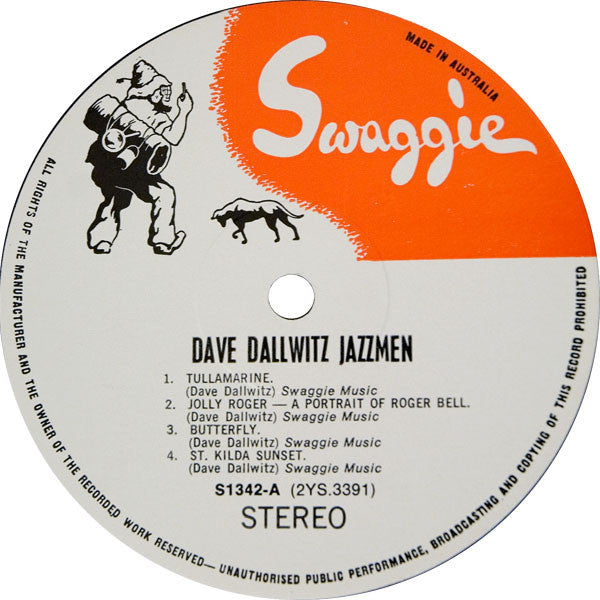 Swaggie
MADE IN AUSTRALIA
DAVE DALLWITZ JAZZMEN
1. TULLAMARINE.
(Dave Dallwitz) Swaggie Music
2. JOLLY ROGER — A PORTRAIT OF ROGER BELL.
(Dave Dallwitz) Swaggie Music
3. BUTTERFLY.
(Dave Dallwitz) Swaggie Music
4. ST. KILDA SUNSET.
(Dave Dallwitz) Swaggie Music
S1342-A (2YS.3391)
STEREO
ALL RIGHTS OF THE MANUFACTURER AND THE OWNER OF THE RECORDED WORK RESERVED— UNAUTHORISED PUBLIC PERFORMANCE, BROADCASTING AND COPYING OF THIS RECORD PROHIBITED